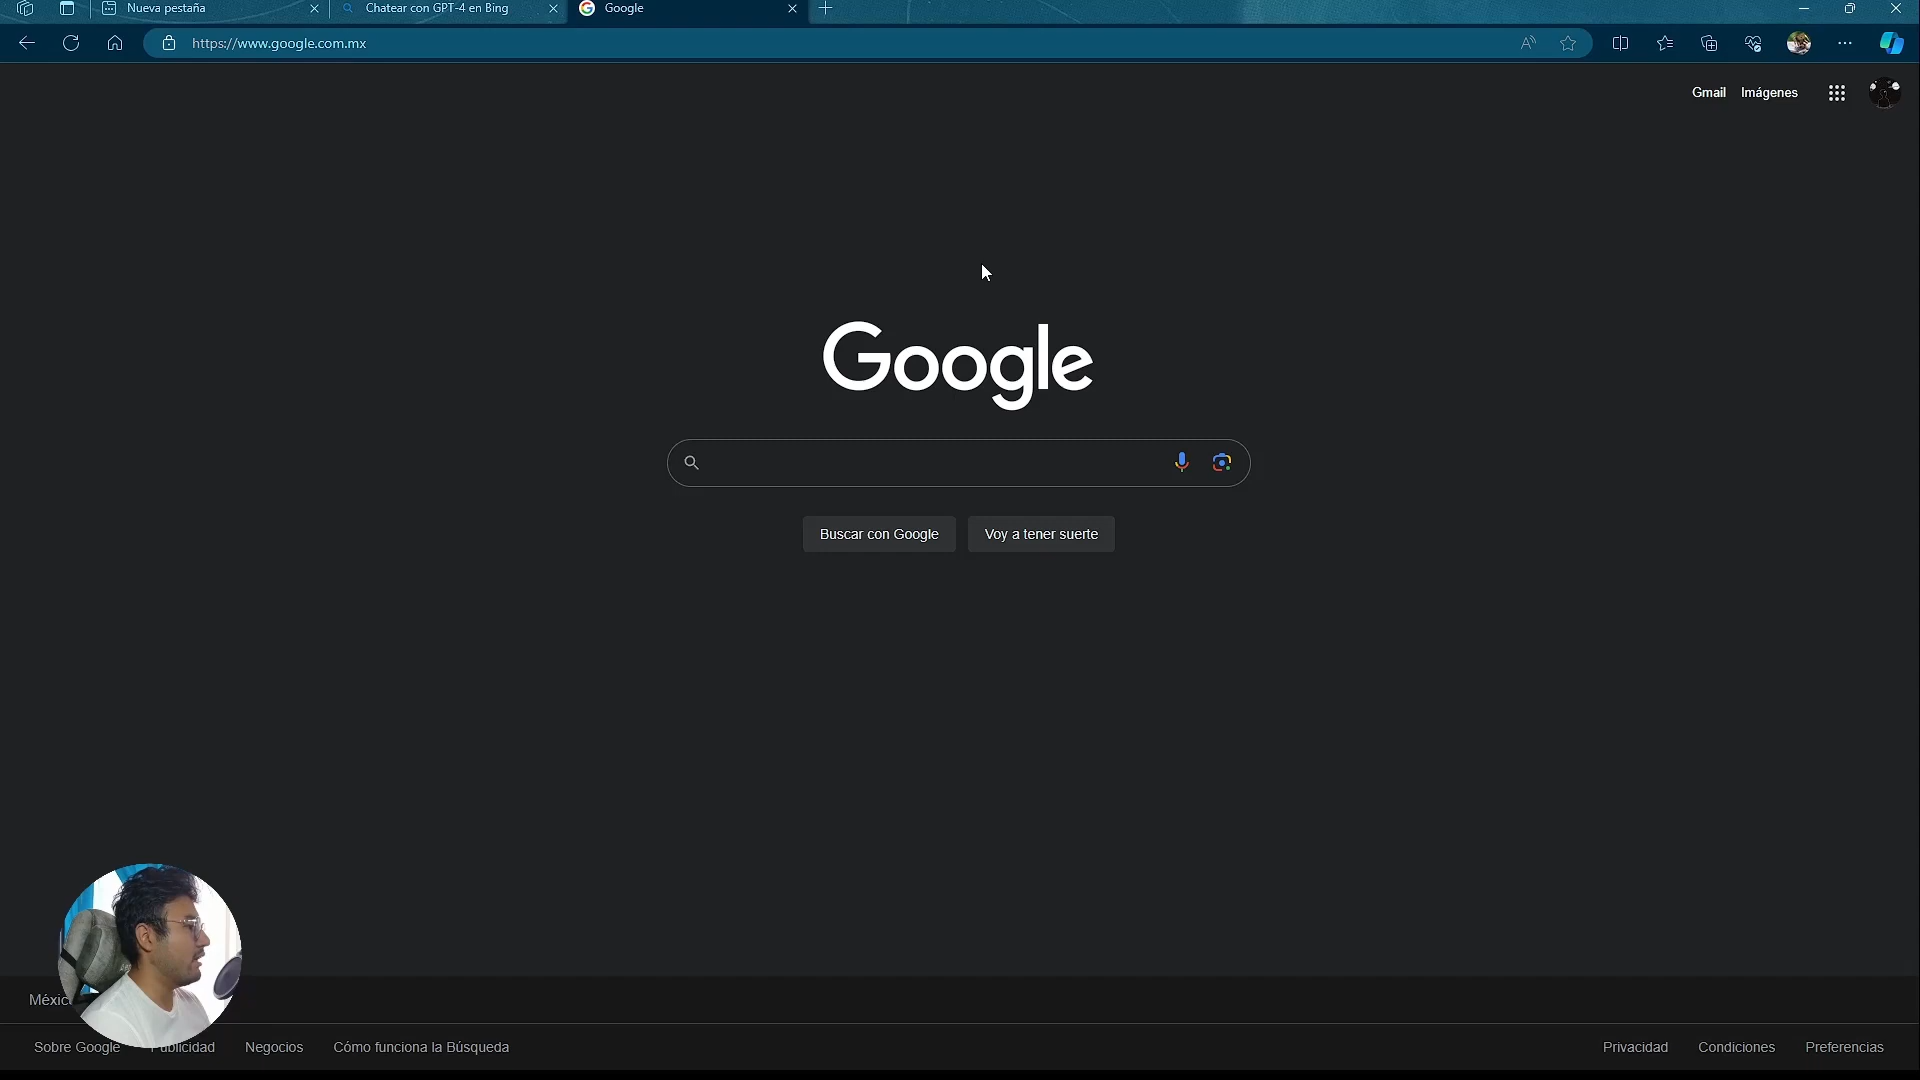 Nueva pestaña
Chatear con GPT-4 en Bing
Google
https://www.google.com.mx
Gmail
Imágenes
Google
Buscar con Google
Voy a tener suerte
Sobre Google
Negocios
Cómo funciona la Búsqueda
Privacidad
Condiciones
Preferencias